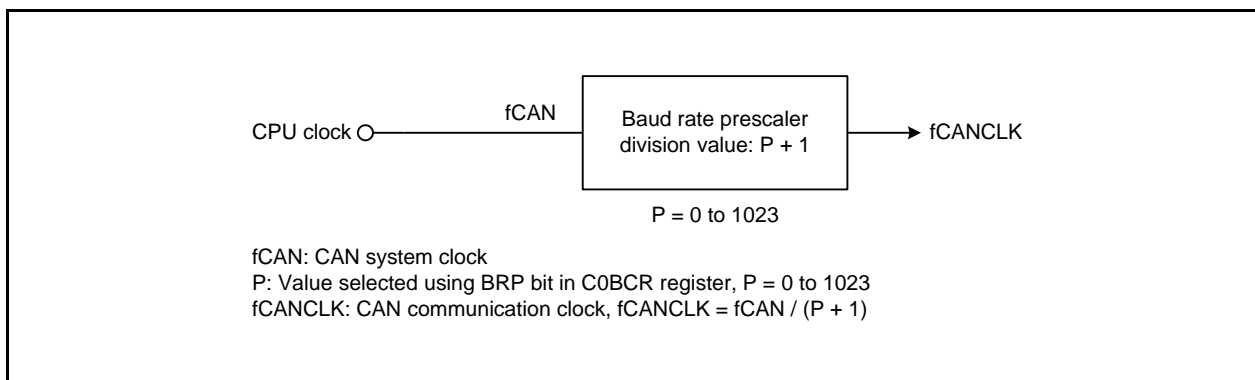 fCAN
CPU clock
Baud rate prescaler
division value: P + 1
fCANCLK
P = 0 to 1023
fCAN: CAN system clock
P: Value selected using BRP bit in C0BCR register, P = 0 to 1023
fCANCLK: CAN communication clock, fCANCLK = fCAN / (P + 1)